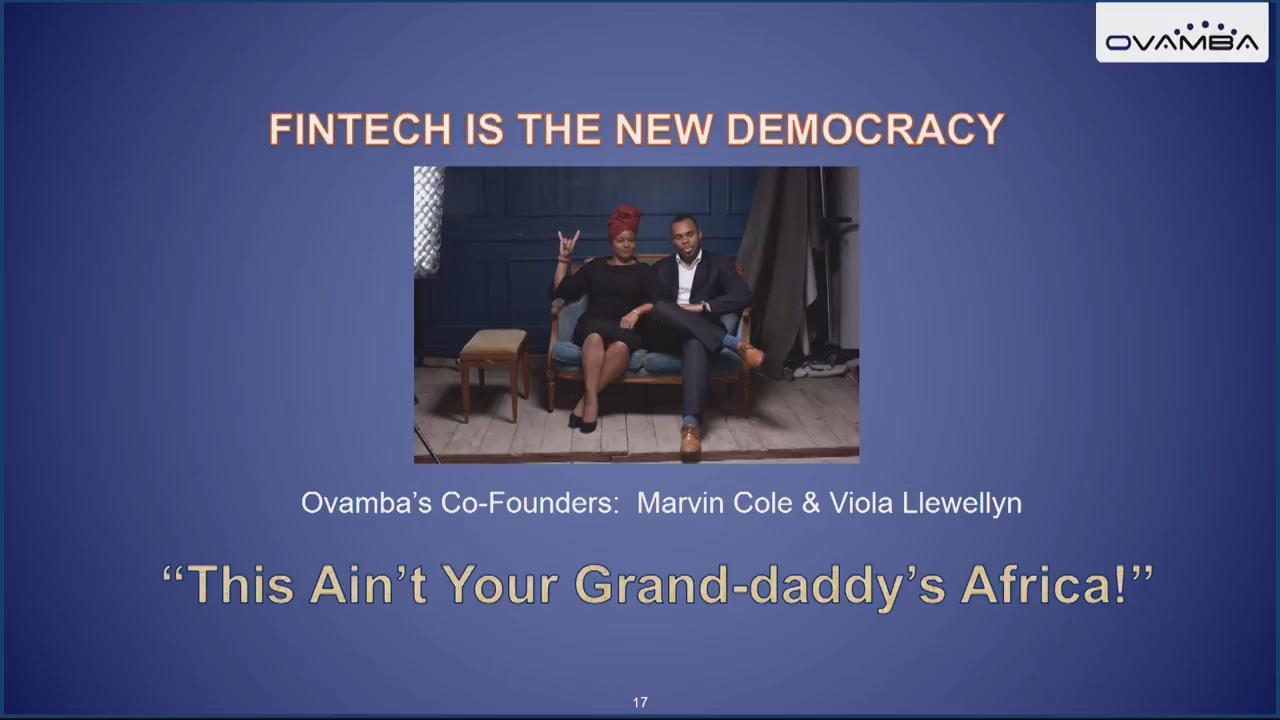 OVAMBA
FINTECH IS THE NEW DEMOCRACY
Ovamba’s Co-Founders:  Marvin Cole & Viola Llewellyn
“This Ain’t Your Grand-daddy’s Africa!”
17